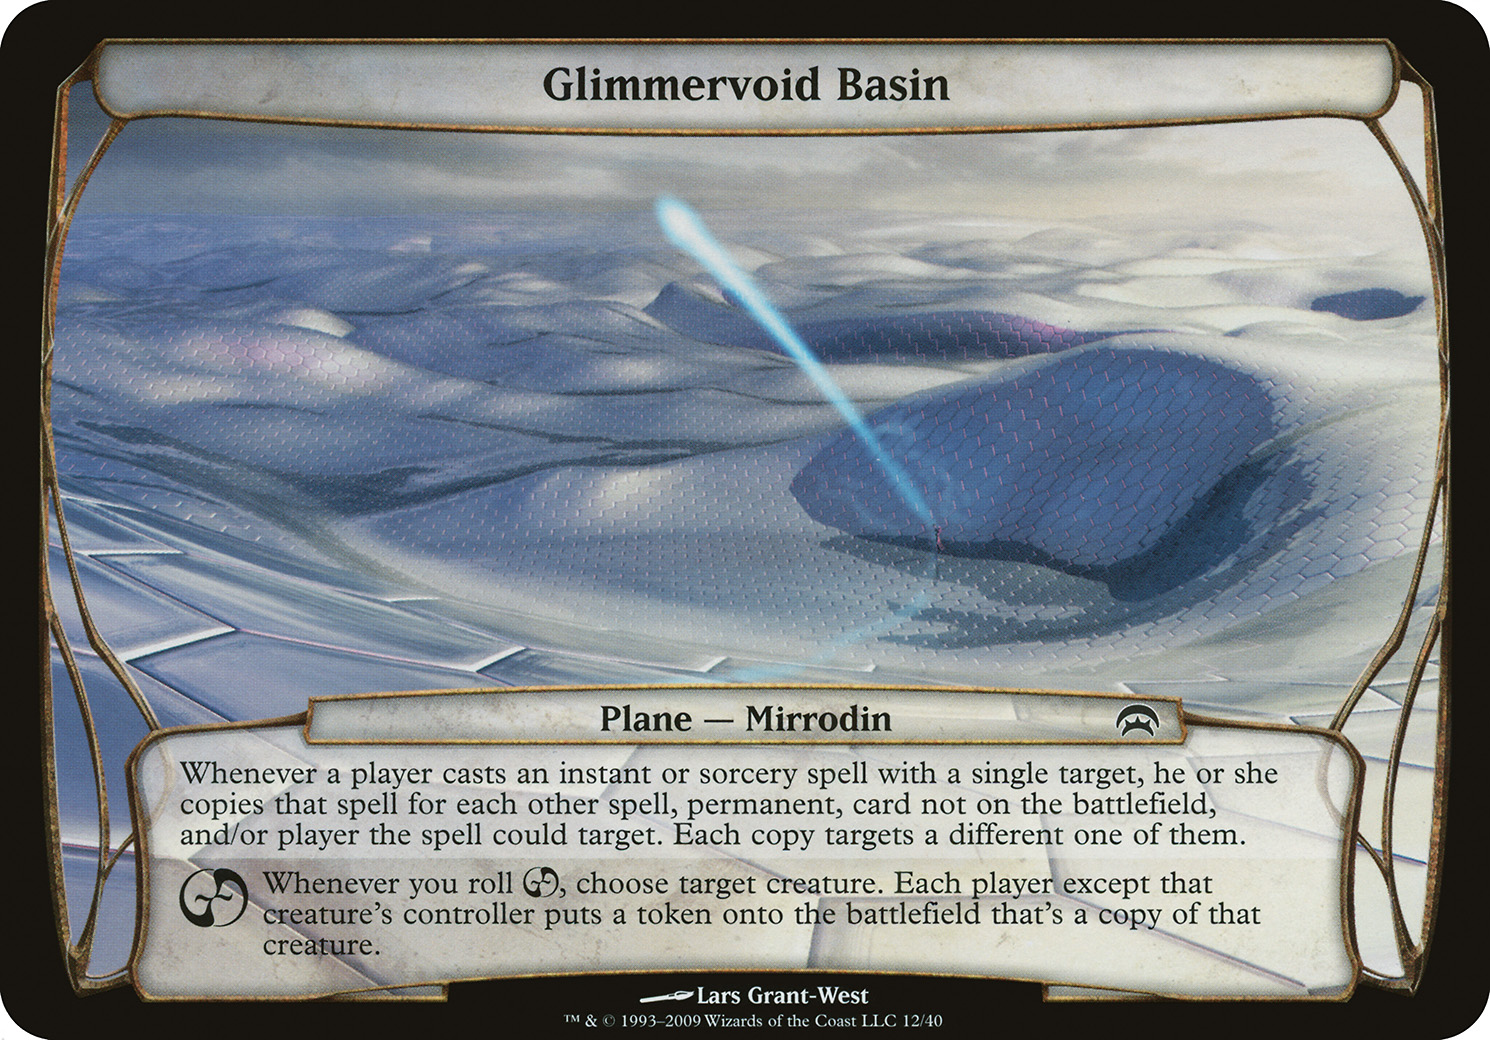 Glimmervoid Basin
Plane — Mirrodin
Whenever a player casts an instant or sorcery spell with a single target, he or she
copies that spell for each other spell, permanent, card not on the battlefield,
and/or player the spell could target. Each copy targets a different one of them.
Whenever you roll , choose target creature. Each player except that
creature's controller puts a token onto the battlefield that's a copy of that
creature.
Lars Grant-West
™ & © 1993–2009 Wizards of the Coast LLC 12/40